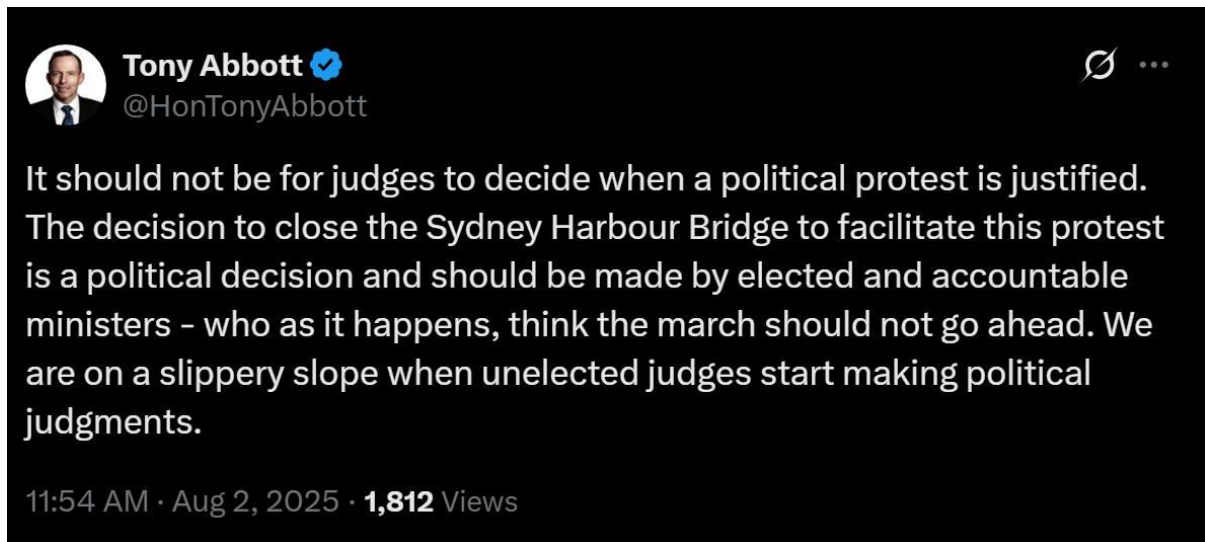 Tony Abbott
@HonTonyAbbott
It should not be for judges to decide when a political protest is justified.
The decision to close the Sydney Harbour Bridge to facilitate this protest
is a political decision and should be made by elected and accountable
ministers – who as it happens, think the march should not go ahead. We
are on a slippery slope when unelected judges start making political
judgments.
11:54 AM · Aug 2, 2025 · 1,812 Views